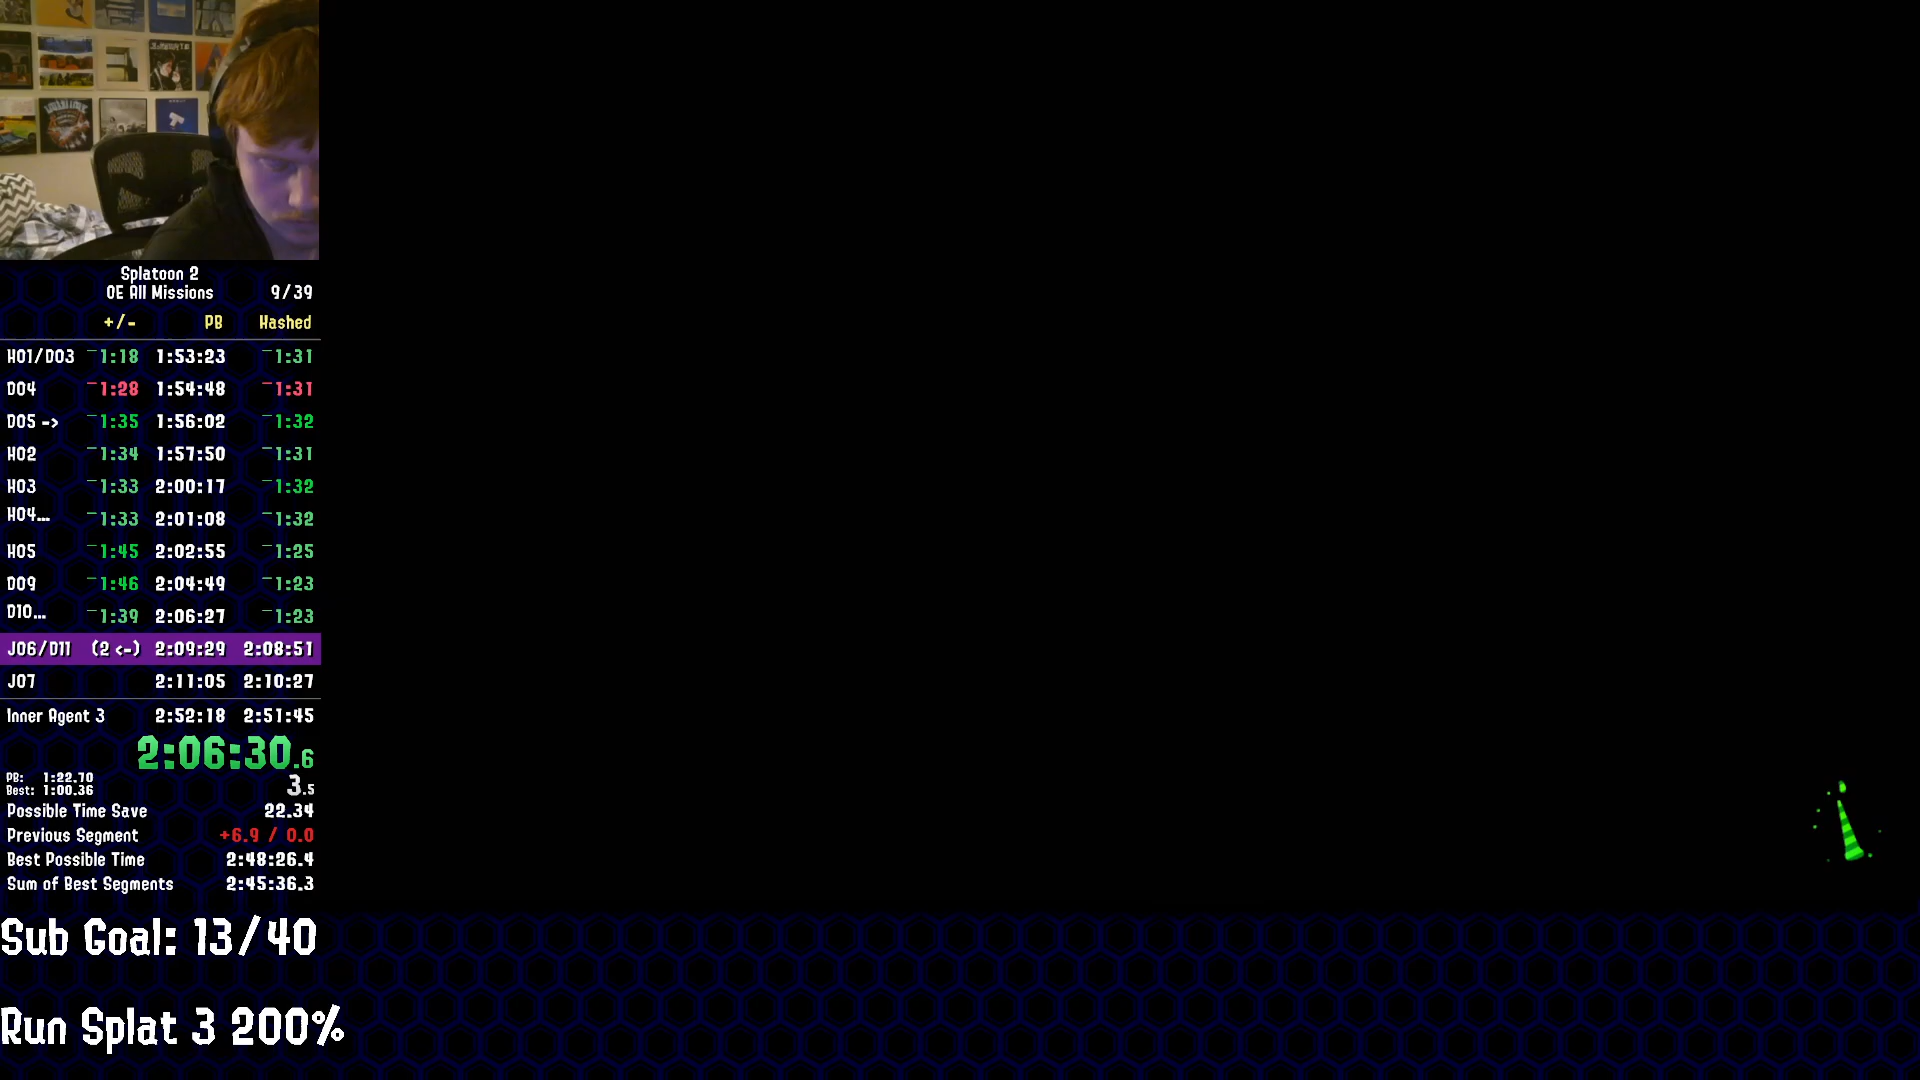 Splatoon 2
OE All Missions 9/39
+/- PB Hashed
H01/D03 -1:18 1:53:23 -1:31
D04 -1:28 1:54:48 -1:31
D05 -> -1:35 1:56:02 -1:32
H02 -1:34 1:57:50 -1:31
H03 -1:33 2:00:17 -1:32
H04... -1:33 2:01:08 -1:32
H05 -1:45 2:02:55 -1:25
D09 -1:46 2:04:49 -1:23
D10... -1:39 2:06:27 -1:23
J06/D11 (2 <-) 2:09:29 2:08:51
J07 2:11:05 2:10:27
Inner Agent 3 2:52:18 2:51:45
2:06:30.6
PB: 1:22.70
Best: 1:00.36
3.5
Possible Time Save 22.34
Previous Segment +6.9 / 0.0
Best Possible Time 2:48:26.4
Sum of Best Segments 2:45:36.3
Sub Goal: 13/40
Run Splat 3 200%